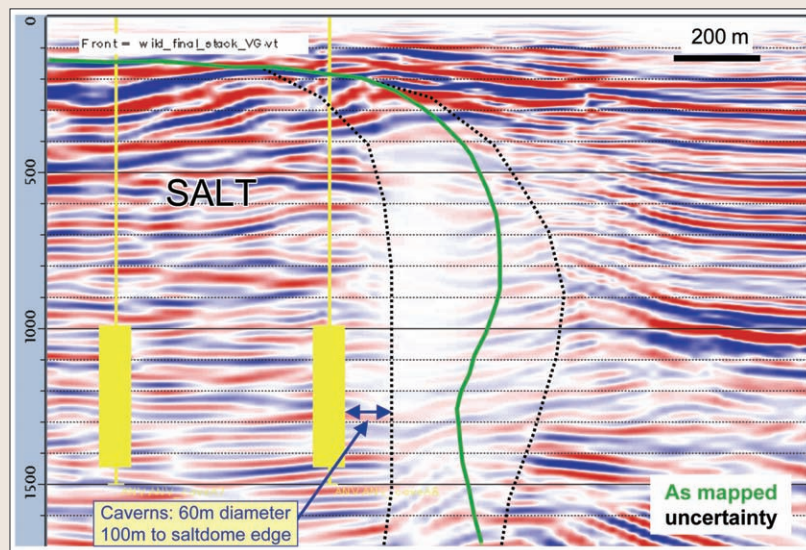 0
Front = wild_final_stack_VG.vt
200 m
500
SALT
1000
1500
Caverns: 60m diameter
100m to saltdome edge
As mapped
uncertainty